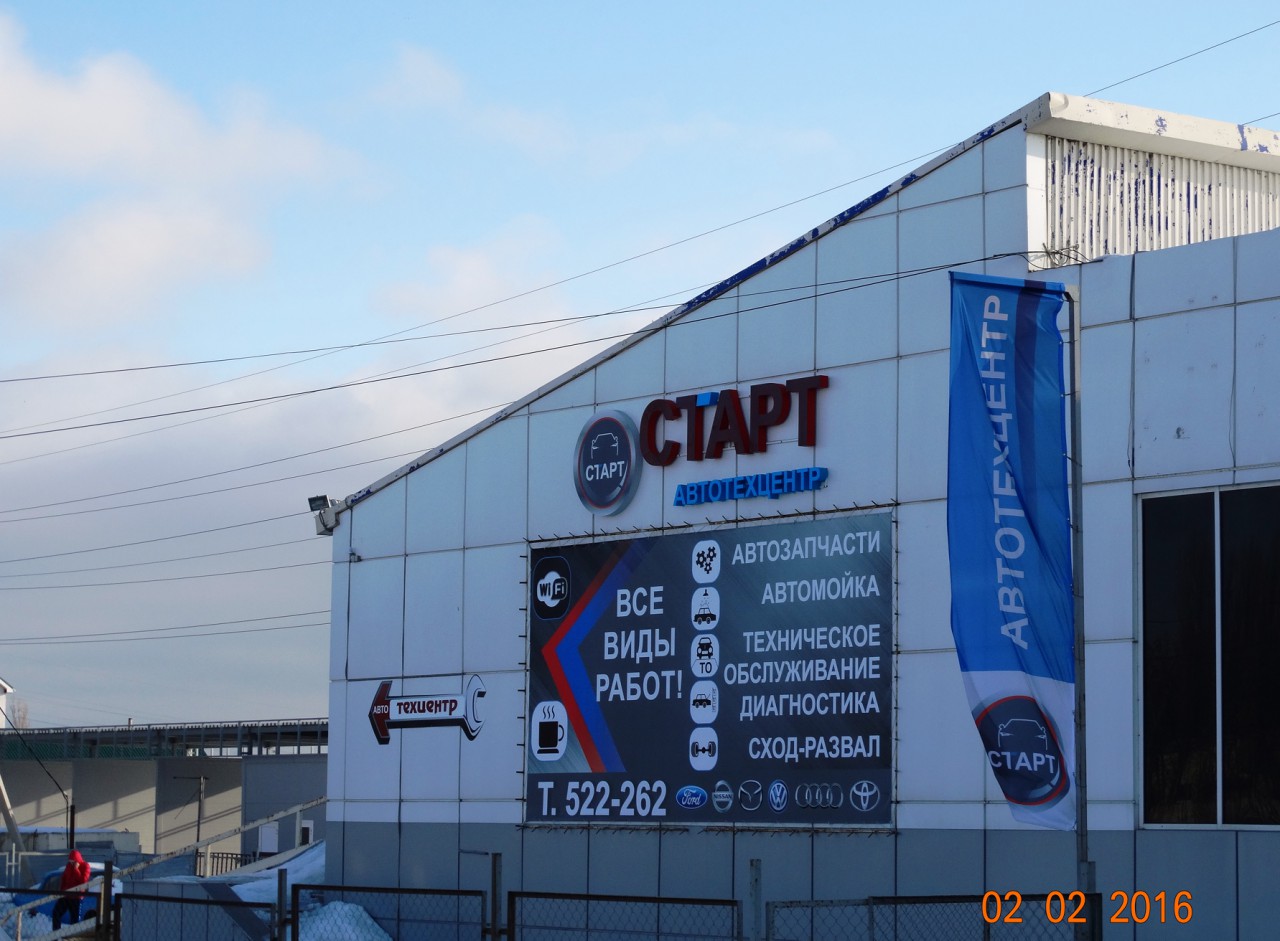 СТАРТ
СТАРТ
АВТОТЕХЦЕНТР
АВТОТЕХЦЕНТР
СТАРТ
WiFi
ВСЕ
ВИДЫ
РАБОТ!
АВТОЗАПЧАСТИ
АВТОМОЙКА
ТО
ТЕХНИЧЕСКОЕ
ОБСЛУЖИВАНИЕ
ДИАГНОСТИКА
СХОД-РАЗВАЛ
Т. 522-262
Ford
NISSAN
АВТО техцентр
02 02 2016